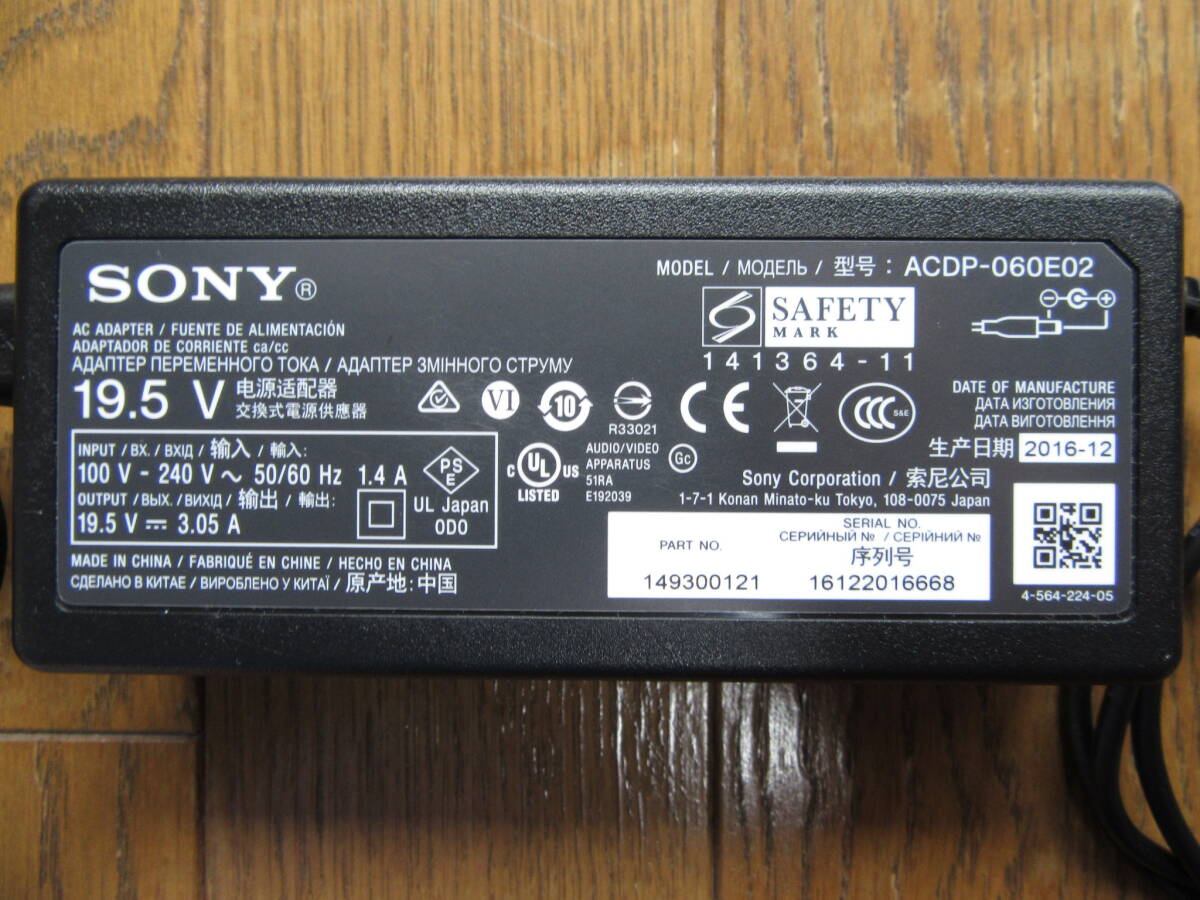 SONY®
MODEL / МОДЕЛЬ / 型号 : ACDP-060E02
AC ADAPTER / FUENTE DE ALIMENTACIÓN
ADAPTADOR DE CORRIENTE ca/cc
АДАПТЕР ПЕРЕМЕННОГО ТОКА / АДАПТЕР ЗМІННОГО СТРУМУ
19.5 V
电源适配器
交換式電源供應器
SAFETY
MARK
141364-11
VI
10
R33021
CE
CCC S&E
DATE OF MANUFACTURE
ДАТА ИЗГОТОВЛЕНИЯ
ДАТА ВИГОТОВЛЕННЯ
生产日期 2016-12
INPUT / ВХ. / ВХІД / 输入 / 輸入:
100 V - 240 V ~ 50/60 Hz 1.4 A
OUTPUT / ВЫХ. / ВИХІД / 输出 / 輸出:
19.5 V ⎓ 3.05 A
PS
E
UL Japan
ODO
c UL US
LISTED
AUDIO/VIDEO
APPARATUS
51RA
E192039
Gc
Sony Corporation / 索尼公司
1-7-1 Konan Minato-ku Tokyo, 108-0075 Japan
MADE IN CHINA / FABRIQUÉ EN CHINE / HECHO EN CHINA
СДЕЛАНО В КИТАЕ / ВИРОБЛЕНО У КИТАЇ / 原产地: 中国
PART NO.
149300121
SERIAL NO.
СЕРИЙНЫЙ № / СЕРІЙНИЙ №
序列号
16122016668
4-564-224-05